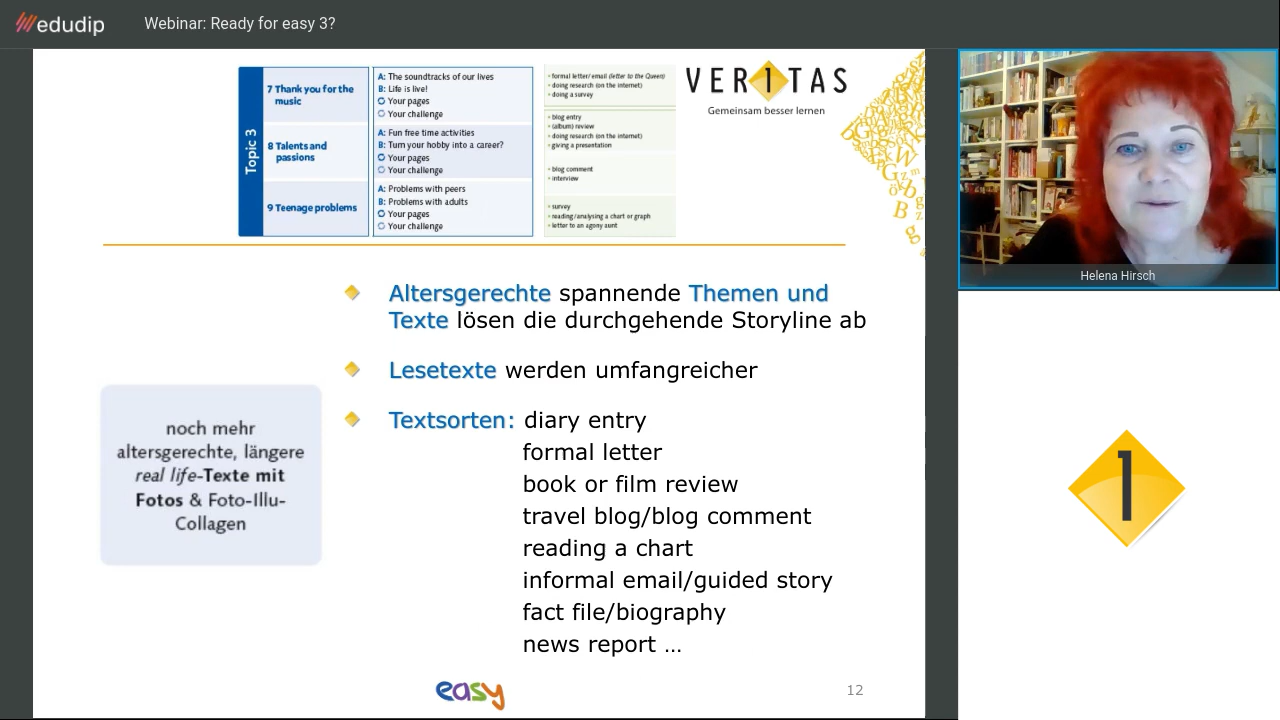 edudip
Webinar: Ready for easy 3?
Topic 3
7 Thank you for the
music
A: The soundtracks of our lives
B: Life is live!
Your pages
Your challenge
• formal letter/ email (letter to the Queen)
• doing research (on the internet)
• doing a survey
8 Talents and
passions
A: Fun free time activities
B: Turn your hobby into a career?
Your pages
Your challenge
• blog entry
• (album) review
• doing research (on the internet)
• giving a presentation
• blog comment
• interview
9 Teenage problems
A: Problems with peers
B: Problems with adults
Your pages
Your challenge
• survey
• reading/analysing a chart or graph
• letter to an agony aunt
VER1TAS
Gemeinsam besser lernen
Altersgerechte spannende Themen und
Texte lösen die durchgehende Storyline ab
Lesetexte werden umfangreicher
Textsorten: diary entry
formal letter
book or film review
travel blog/blog comment
reading a chart
informal email/guided story
fact file/biography
news report …
noch mehr
altersgerechte, längere
real life-Texte mit
Fotos & Foto-Illu-
Collagen
easy
12
Helena Hirsch
1